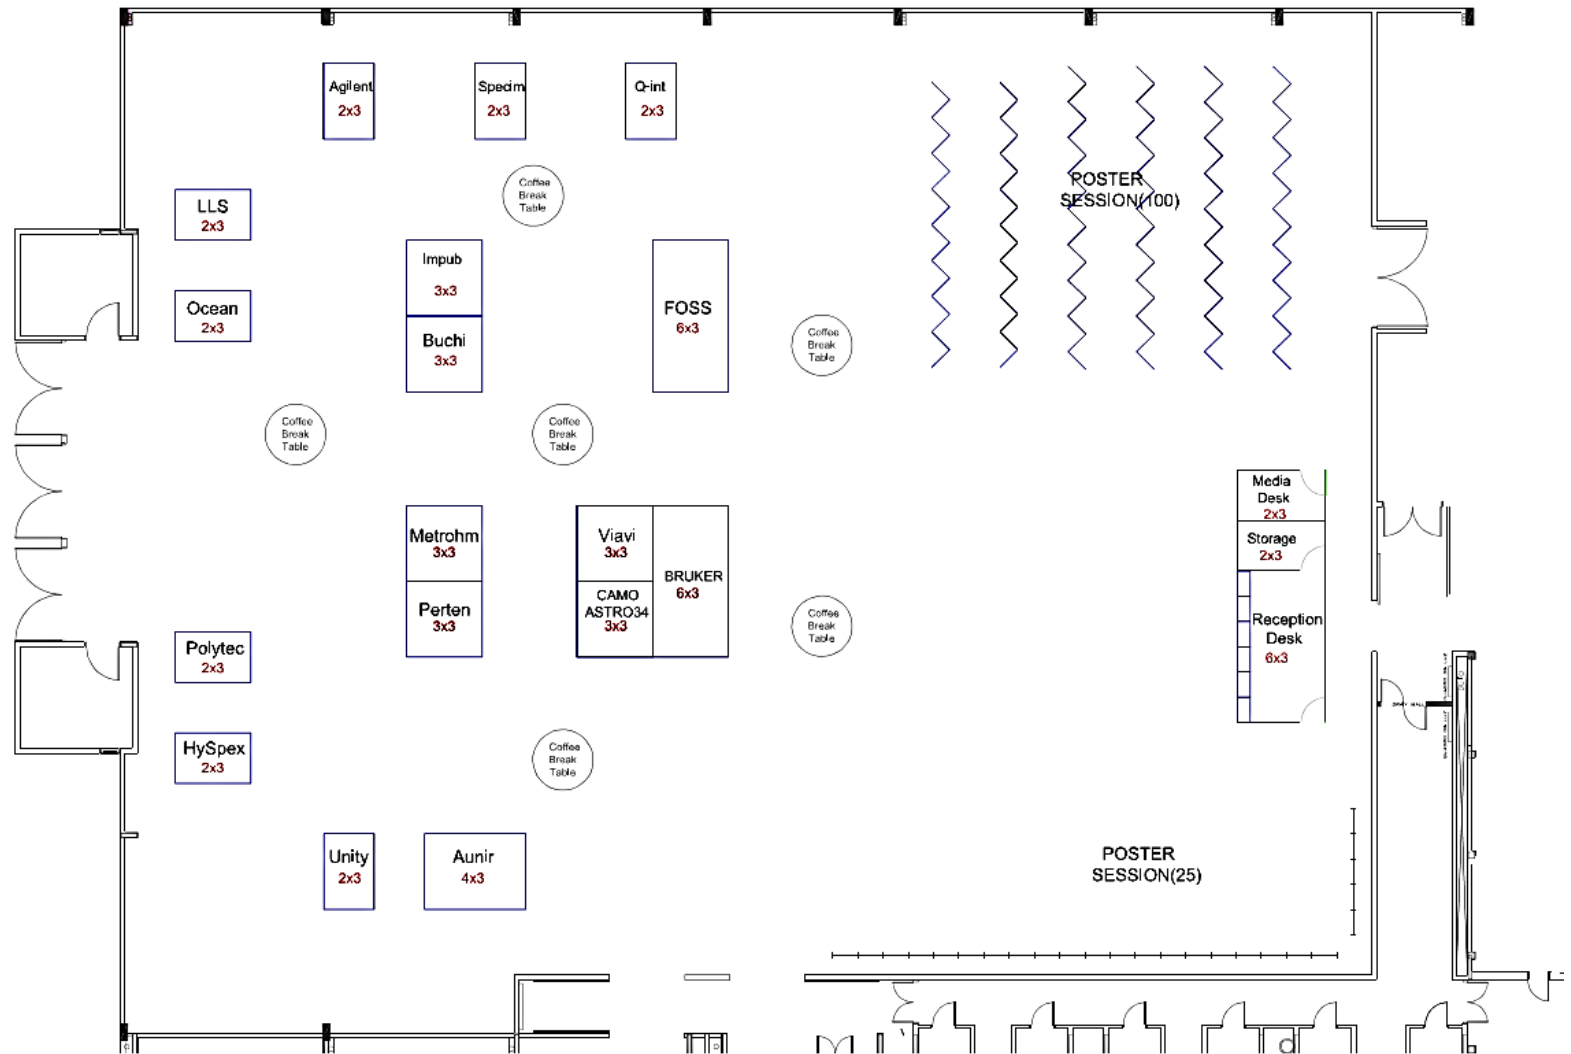 Agilent
2x3
Specim
2x3
Q-int
2x3
Coffee
Break
Table
POSTER
SESSION(100)
LLS
2x3
Ocean
2x3
Impub
3x3
Buchi
3x3
FOSS
6x3
Coffee
Break
Table
Coffee
Break
Table
Coffee
Break
Table
Metrohm
3x3
Perten
3x3
Viavi
3x3
CAMO
ASTRO34
3x3
BRUKER
6x3
Coffee
Break
Table
Media
Desk
2x3
Storage
2x3
Reception
Desk
6x3
Polytec
2x3
HySpex
2x3
Coffee
Break
Table
Unity
2x3
Aunir
4x3
POSTER
SESSION(25)